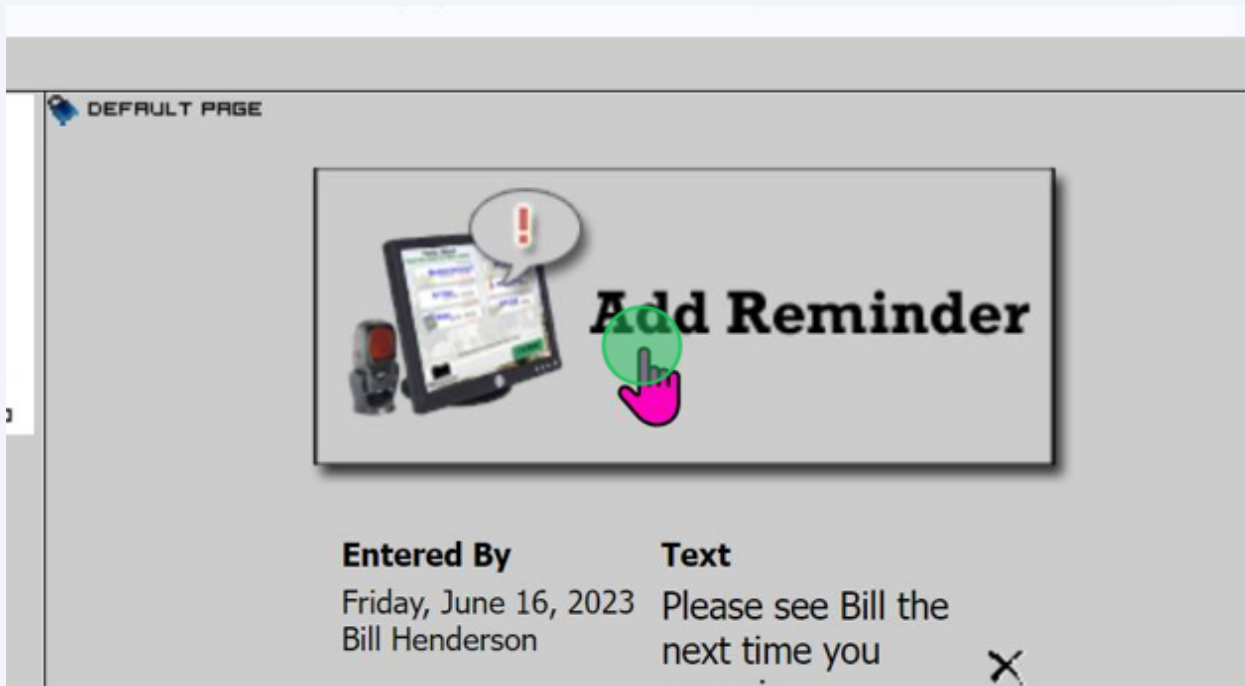 DEFAULT PAGE
!
Add Reminder
Entered By
Text
Friday, June 16, 2023
Bill Henderson
Please see Bill the
next time you